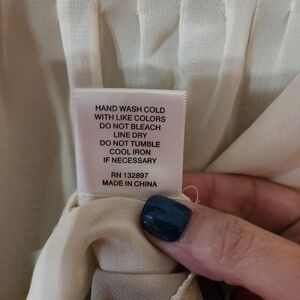 HAND WASH COLD
WITH LIKE COLORS
DO NOT BLEACH
LINE DRY
DO NOT TUMBLE
COOL IRON
IF NECESSARY
RN 132897
MADE IN CHINA